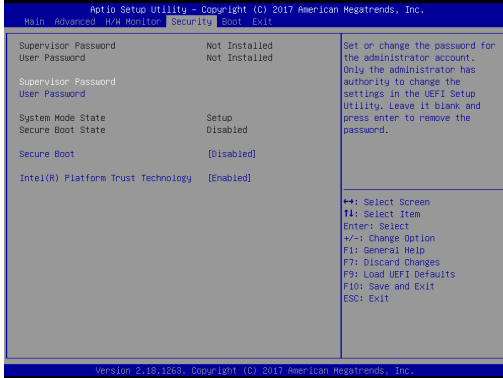 Aptio Setup Utility – Copyright (C) 2017 American Megatrends, Inc.
Main Advanced H/W Monitor Security Boot Exit
Supervisor Password Not Installed
User Password Not Installed
Supervisor Password
User Password
System Mode State Setup
Secure Boot State Disabled
Secure Boot [Disabled]
Intel(R) Platform Trust Technology [Enabled]
Set or change the password for
the administrator account.
Only the administrator has
authority to change the
settings in the UEFI Setup
Utility. Leave it blank and
press enter to remove the
password.
↔: Select Screen
↑↓: Select Item
Enter: Select
+/-: Change Option
F1: General Help
F7: Discard Changes
F9: Load UEFI Defaults
F10: Save and Exit
ESC: Exit
Version 2.18.1263. Copyright (C) 2017 American Megatrends, Inc.